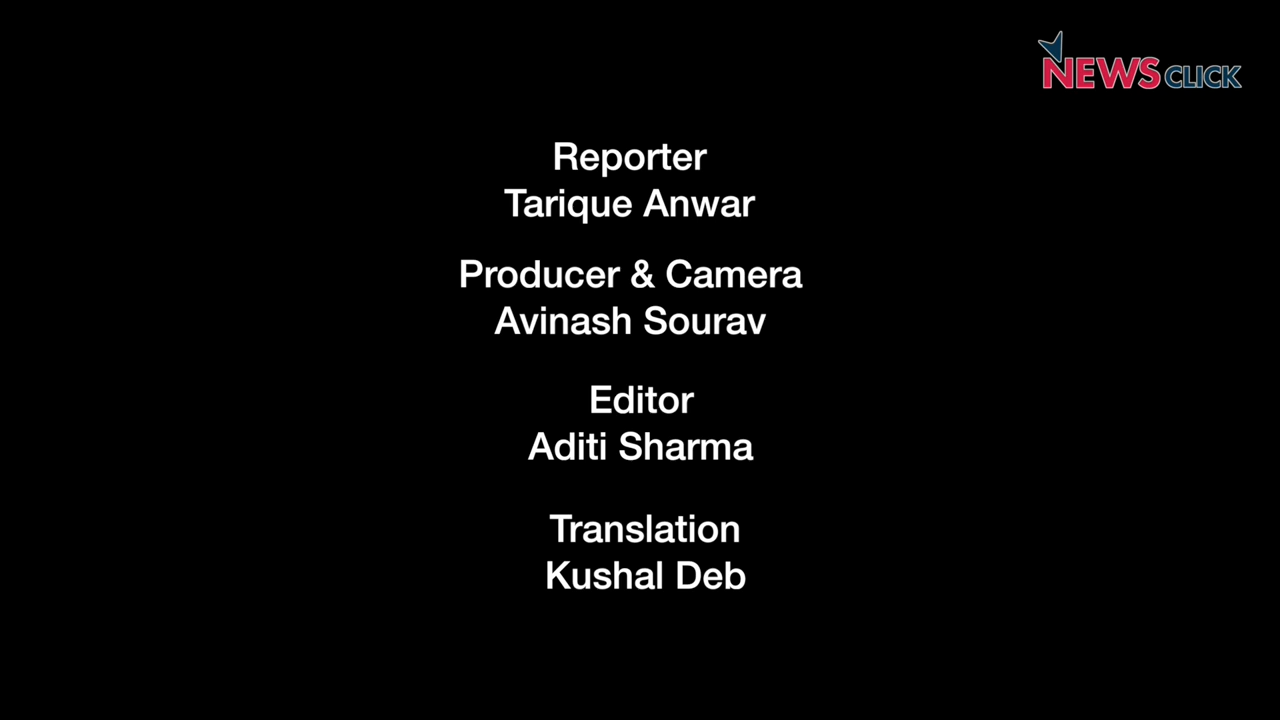 NEWSCLICK
Reporter
Tarique Anwar
Producer & Camera
Avinash Sourav
Editor
Aditi Sharma
Translation
Kushal Deb